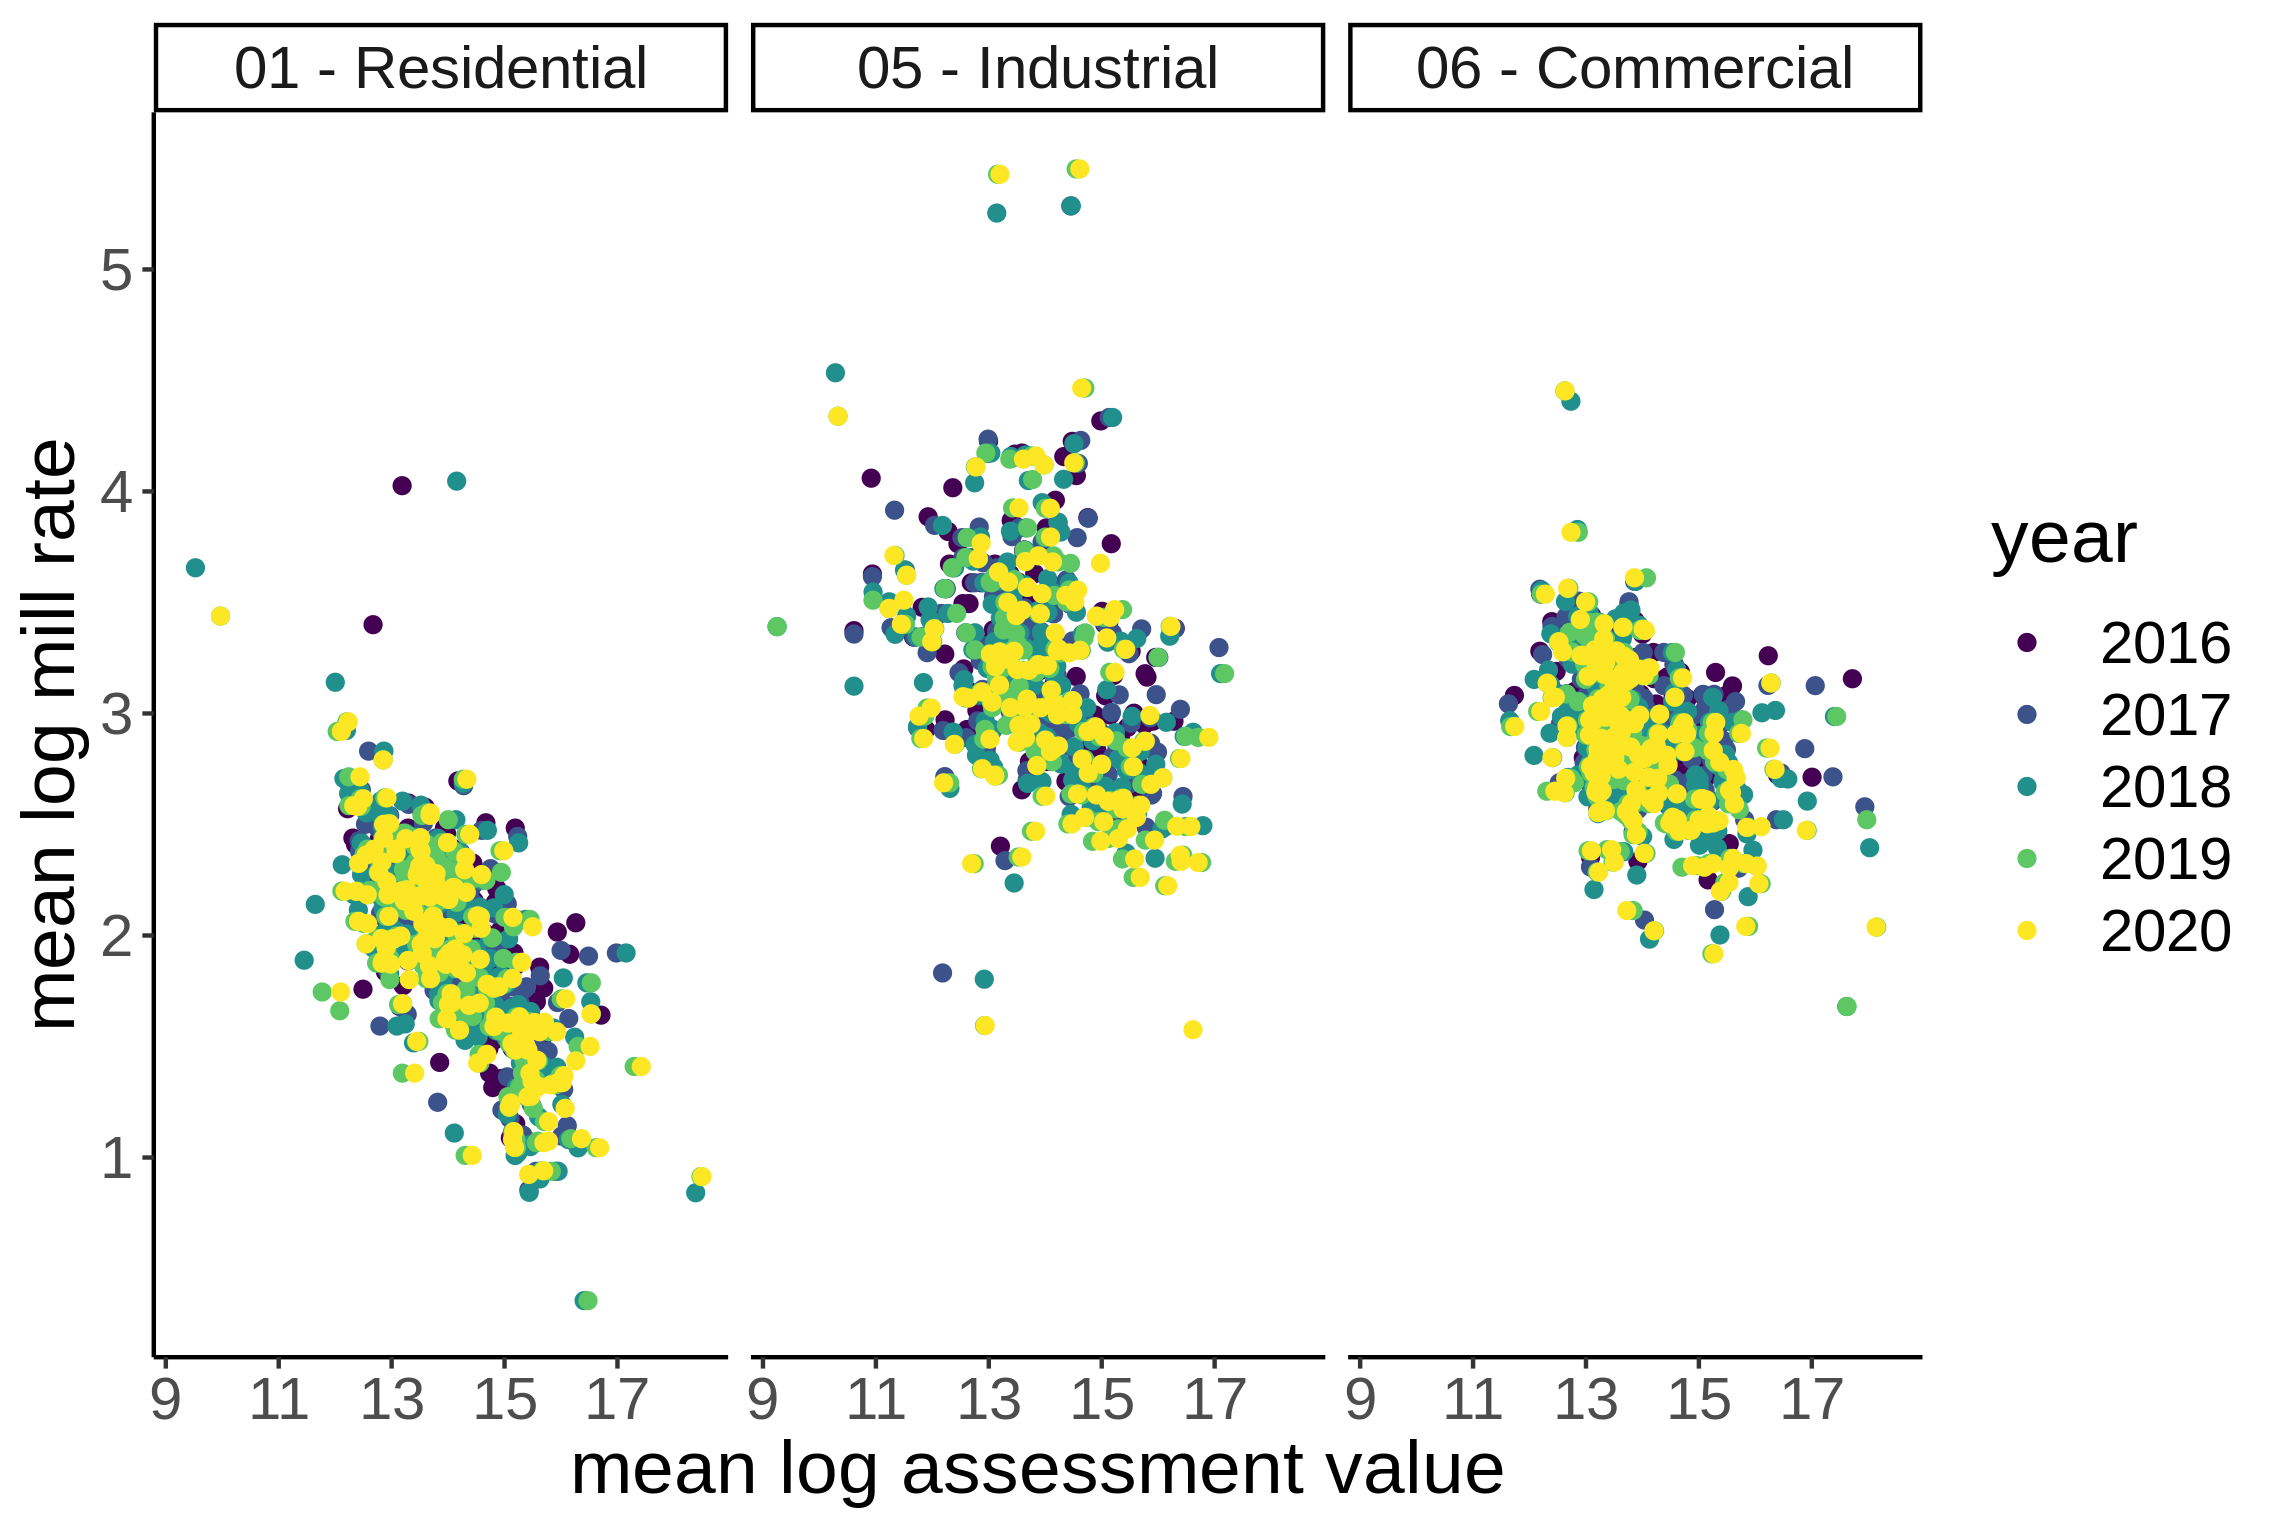 01 - Residential
05 - Industrial
06 - Commercial
mean log mill rate
5
4
3
2
1
9 11 13 15 17
9 11 13 15 17
9 11 13 15 17
mean log assessment value
year
2016
2017
2018
2019
2020